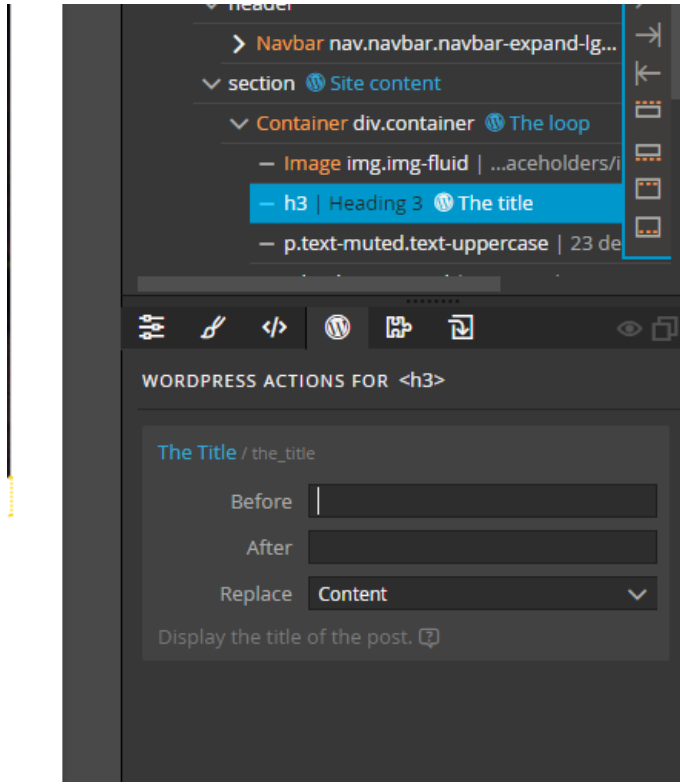 header
Navbar nav.navbar.navbar-expand-lg...
section Site content
Container div.container The loop
Image img.img-fluid | ...aceholders/i
h3 | Heading 3 The title
p.text-muted.text-uppercase | 23 de
WORDPRESS ACTIONS FOR <h3>
The Title / the_title
Before
After
Replace Content
Display the title of the post.